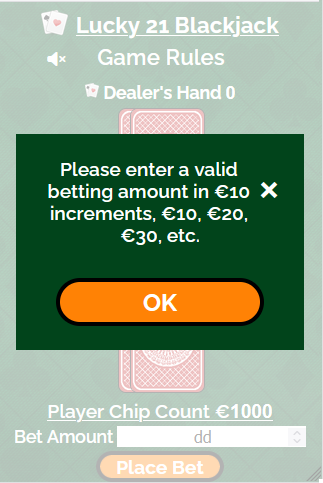 Lucky 21 Blackjack
Game Rules
Dealer's Hand 0
Please enter a valid
betting amount in €10
increments, €10, €20,
€30, etc.
×
OK
Player Chip Count €1000
Bet Amount dd
Place Bet